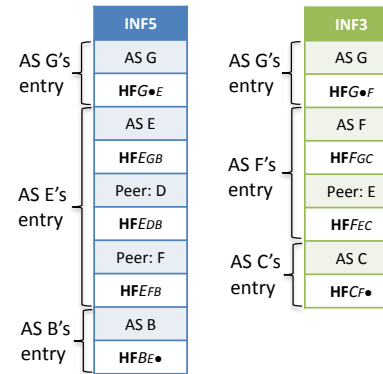 INF5
AS G's
entry
AS G
HFG●E
AS E's
entry
AS E
HFEGB
Peer: D
HFEDB
Peer: F
HFEFB
AS B's
entry
AS B
HFBE●
INF3
AS G's
entry
AS G
HFG●F
AS F's
entry
AS F
HFFGC
Peer: E
HFFEC
AS C's
entry
AS C
HFCF●